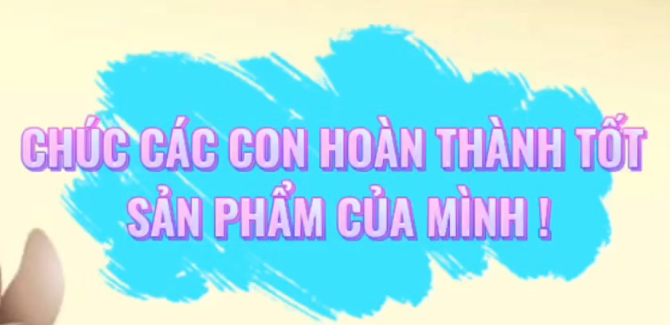 CHÚC CÁC CON HOÀN THÀNH TỐT
SẢN PHẨM CỦA MÌNH !